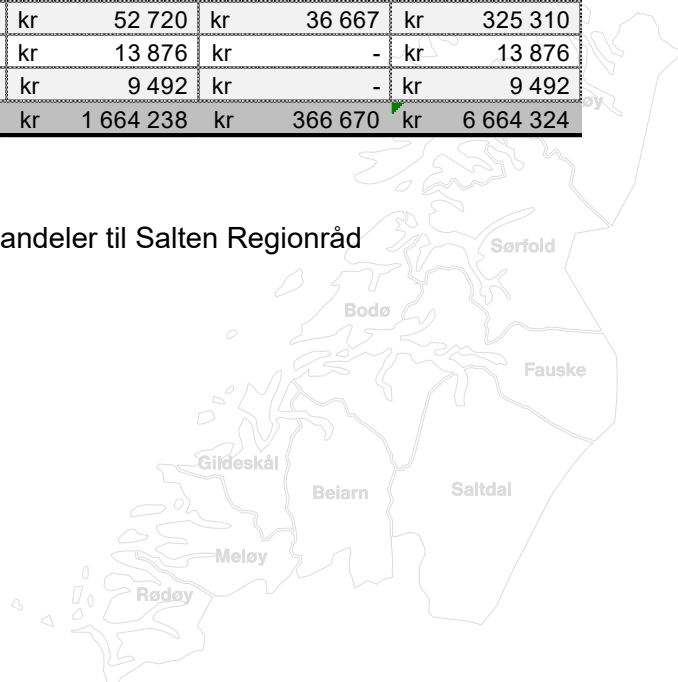 kr 52 720 kr 36 667 kr 325 310
kr 13 876 kr - kr 13 876
kr 9 492 kr - kr 9 492
kr 1 664 238 kr 366 670 kr 6 664 324
andeler til Salten Regionråd
Sørfold
Bodø
Fauske
Gildeskål
Beiarn
Saltdal
Meløy
Rødøy